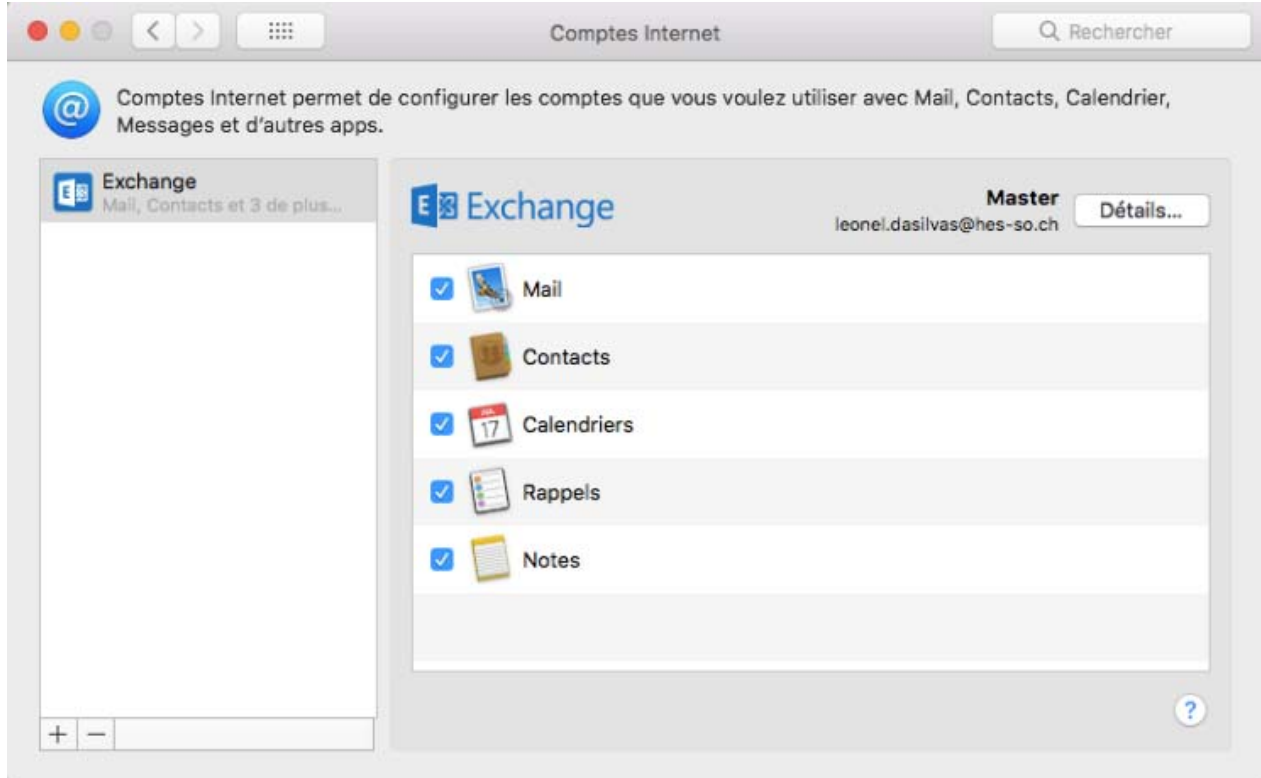 Comptes Internet
Rechercher
Comptes Internet permet de configurer les comptes que vous voulez utiliser avec Mail, Contacts, Calendrier,
Messages et d'autres apps.
Exchange
Mail, Contacts et 3 de plus...
Exchange
Master
leonel.dasilvas@hes-so.ch
Détails...
Mail
Contacts
JUL
17
Calendriers
Rappels
Notes
?
+ −